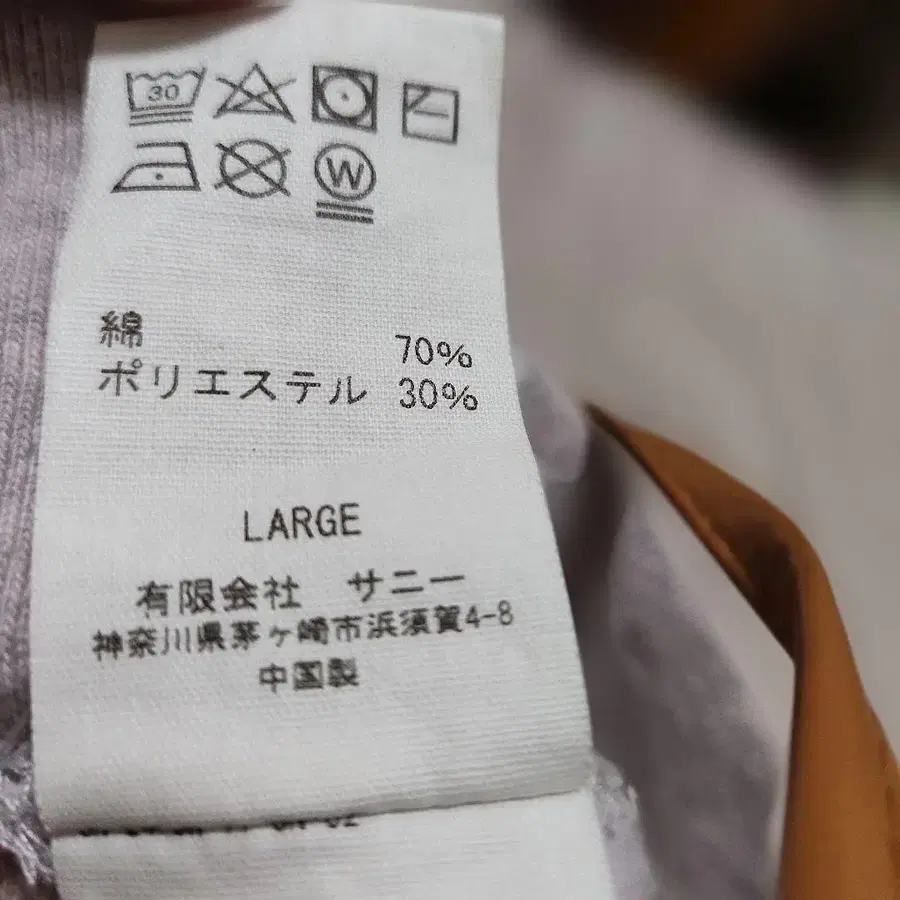 30
W
綿 70%
ポリエステル 30%
LARGE
有限会社 サニー
神奈川県茅ヶ崎市浜須賀4-8
中国製